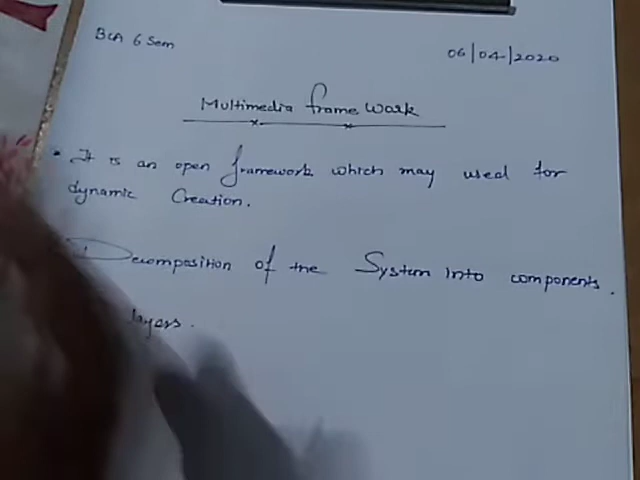 BCA 6 Sem
06/04/2020
Multimedia frame Work
• It is an open framework which may used for
dynamic Creation.
Decomposition of the System into components.
layers.